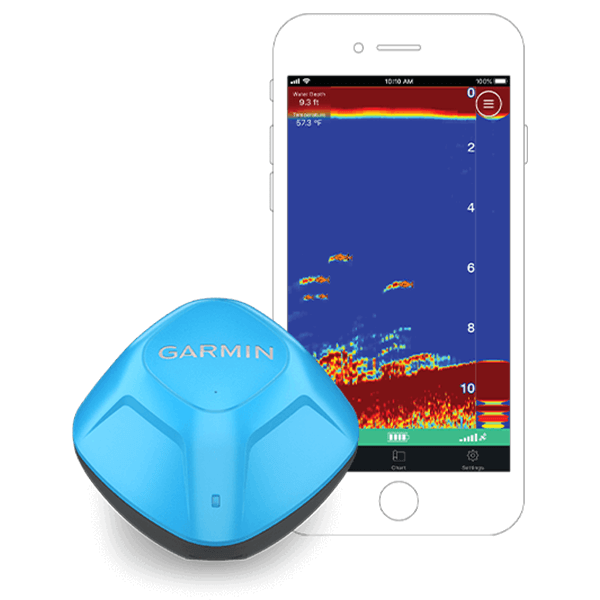 10:10 AM
100%
Water Depth
9.3 ft
Temperature
57.3 °F
0
2
4
6
8
10
GARMIN
Chart
Settings